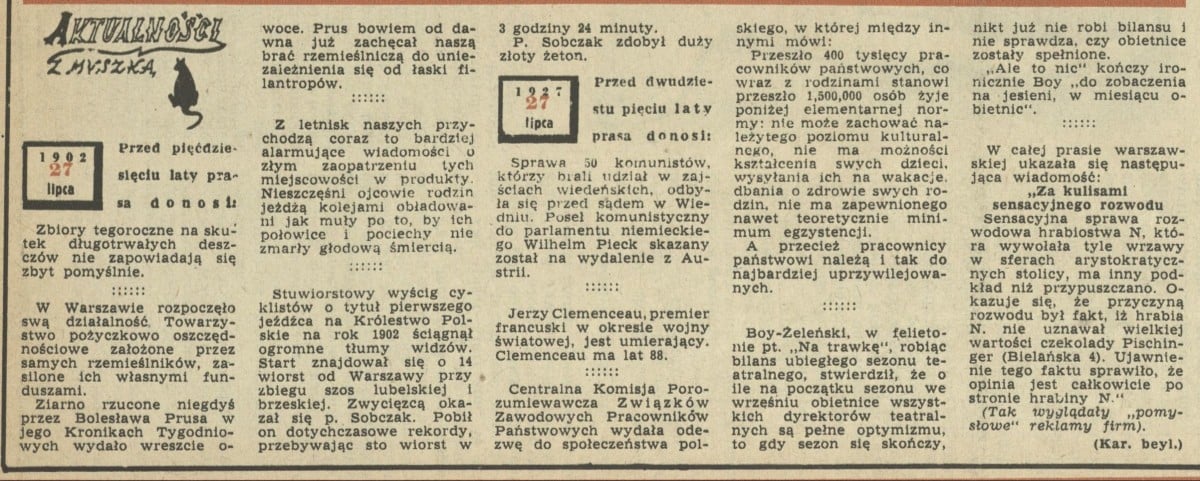 AKTUALNOŚCI
Z MYSZKĄ
1902
27
lipca
Przed pięćdzie-
sięciu laty pra-
sa donosi:
Zbiory tegoroczne na sku-
tek długotrwałych desz-
czów nie zapowiadają się
zbyt pomyślnie.
::::::
W Warszawie rozpoczęło
swą działalność Towarzy-
stwo pożyczkowo oszczęd-
nościowe założone przez
samych rzemieślników, za-
silone ich własnymi fun-
duszami.
Ziarno rzucone niegdyś
przez Bolesława Prusa w
jego Kronikach Tygodnio-
wych wydało wreszcie o-
woce. Prus bowiem od da-
wna już zachęcał naszą
brać rzemieślniczą do unie-
zależnienia się od łaski fi-
lantropów.
::::::
Z letnisk naszych przy-
chodzą coraz to bardziej
alarmujące wiadomości o
złym zaopatrzeniu tych
miejscowości w produkty.
Nieszczęśni ojcowie rodzin
jeżdżą kolejami obładowa-
ni jak muły po to, by ich
połowice i pociechy nie
zmarły głodową śmiercią.
::::::
Stuwiorstowy wyścig cy-
klistów o tytuł pierwszego
jeźdźca na Królestwo Pol-
skie na rok 1902 ściągnął
ogromne tłumy widzów.
Start znajdował się o 14
wiorst od Warszawy przy
zbiegu szos lubelskiej i
brzeskiej. Zwycięzcą oka-
zał się p. Sobczak. Pobił
on dotychczasowe rekordy,
przebywając sto wiorst w
3 godziny 24 minuty.
P. Sobczak zdobył duży
złoty żeton.
1927
27
lipca
Przed dwudzie-
stu pięciu laty
prasa donosi:
Sprawa 50 komunistów,
którzy brali udział w zaj-
ściach wiedeńskich, odby-
ła się przed sądem w Wie-
dniu. Poseł komunistyczny
do parlamentu niemieckie-
go Wilhelm Pieck skazany
został na wydalenie z Au-
strii.
::::::
Jerzy Clemenceau, premier
francuski w okresie wojny
światowej, jest umierający.
Clemenceau ma lat 88.
::::::
Centralna Komisja Poro-
zumiewawcza Związków
Zawodowych Pracowników
Państwowych wydała ode-
zwę do społeczeństwa pol-
skiego, w której między in-
nymi mówi:
Przeszło 400 tysięcy pra-
cowników państwowych, co
wraz z rodzinami stanowi
przeszło 1,500,000 osób żyje
poniżej elementarnej nor-
my: nie może zachować na-
leżytego poziomu kultural-
nego, nie ma możności
kształcenia swych dzieci,
wysyłania ich na wakacje.
dbania o zdrowie swych ro-
dzin, nie ma zapewnionego
nawet teoretycznie mini-
mum egzystencji.
A przecież pracownicy
państwowi należą i tak do
najbardziej uprzywilejowa-
nych.
::::::
Boy-Żeleński, w felieto-
nie pt. „Na trawkę", robiąc
bilans ubiegłego sezonu te-
atralnego, stwierdził, że o
ile na początku sezonu we
wrześniu obietnice wszyst-
kich dyrektorów teatral-
nych są pełne optymizmu,
to gdy sezon się skończy,
nikt już nie robi bilansu i
nie sprawdza, czy obietnice
zostały spełnione.
„Ale to nic" kończy iro-
nicznie Boy „do zobaczenia
na jesieni, w miesiącu o-
bietnic".
::::::
W całej prasie warszaw-
skiej ukazała się następu-
jąca wiadomość:
„Za kulisami
sensacyjnego rozwodu
Sensacyjna sprawa roz-
wodowa hrabiostwa N, któ-
ra wywołała tyle wrzawy
w sferach arystokratycz-
nych stolicy, ma inny pod-
kład niż przypuszczano. O-
kazuje się, że przyczyną
rozwodu był fakt, iż hrabia
N. nie uznawał wielkiej
wartości czekolady Pischin-
ger (Bielańska 4). Ujawnie-
nie tego faktu sprawiło, że
opinia jest całkowicie po
stronie hrabiny N."
(Tak wyglądały „pomy-
słowe" reklamy firm).
(Kar. beyl.)